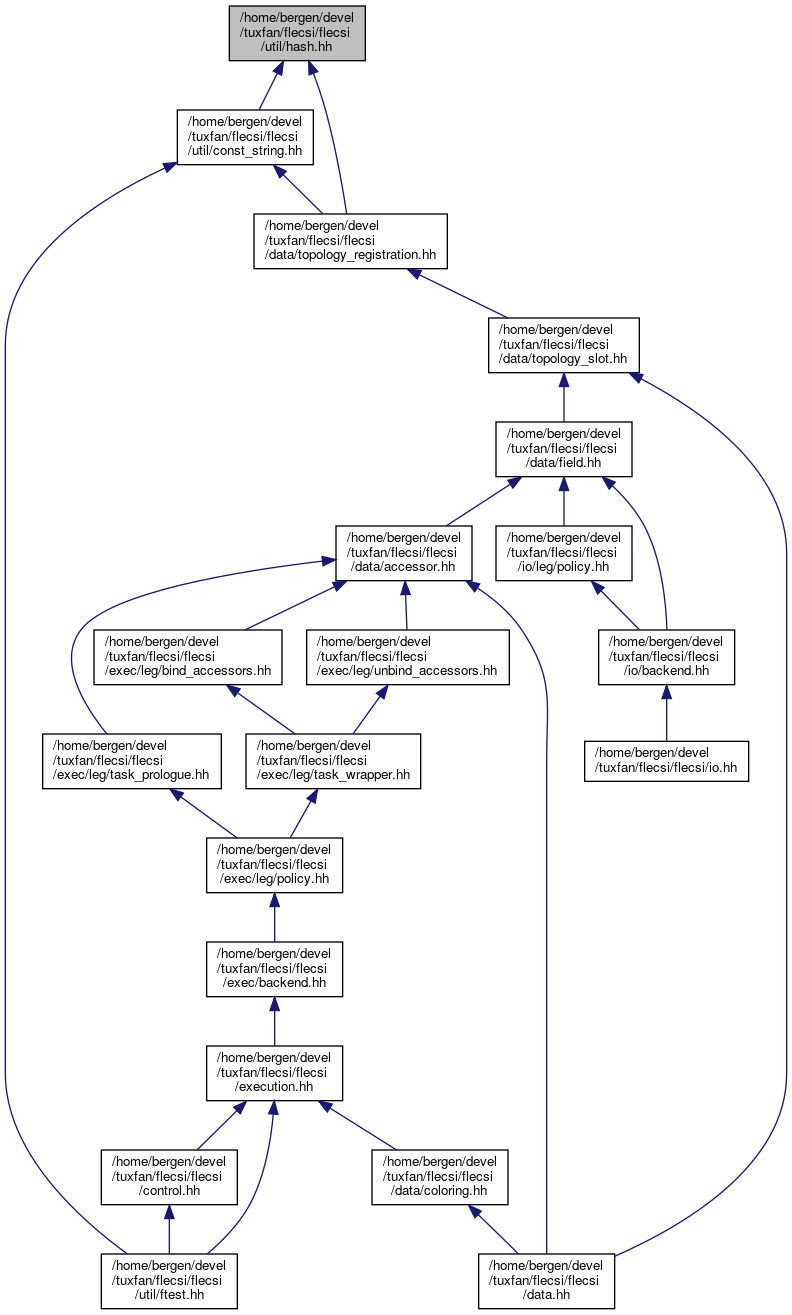 /home/bergen/devel
/tuxfan/flecsi/flecsi
/util/hash.hh
/home/bergen/devel
/tuxfan/flecsi/flecsi
/util/const_string.hh
/home/bergen/devel
/tuxfan/flecsi/flecsi
/data/topology_registration.hh
/home/bergen/devel
/tuxfan/flecsi/flecsi
/data/topology_slot.hh
/home/bergen/devel
/tuxfan/flecsi/flecsi
/data/field.hh
/home/bergen/devel
/tuxfan/flecsi/flecsi
/data/accessor.hh
/home/bergen/devel
/tuxfan/flecsi/flecsi
/io/leg/policy.hh
/home/bergen/devel
/tuxfan/flecsi/flecsi
/exec/leg/bind_accessors.hh
/home/bergen/devel
/tuxfan/flecsi/flecsi
/exec/leg/unbind_accessors.hh
/home/bergen/devel
/tuxfan/flecsi/flecsi
/io/backend.hh
/home/bergen/devel
/tuxfan/flecsi/flecsi
/exec/leg/task_prologue.hh
/home/bergen/devel
/tuxfan/flecsi/flecsi
/exec/leg/task_wrapper.hh
/home/bergen/devel
/tuxfan/flecsi/flecsi/io.hh
/home/bergen/devel
/tuxfan/flecsi/flecsi
/exec/leg/policy.hh
/home/bergen/devel
/tuxfan/flecsi/flecsi
/exec/backend.hh
/home/bergen/devel
/tuxfan/flecsi/flecsi
/execution.hh
/home/bergen/devel
/tuxfan/flecsi/flecsi
/control.hh
/home/bergen/devel
/tuxfan/flecsi/flecsi
/data/coloring.hh
/home/bergen/devel
/tuxfan/flecsi/flecsi
/util/ftest.hh
/home/bergen/devel
/tuxfan/flecsi/flecsi
/data.hh